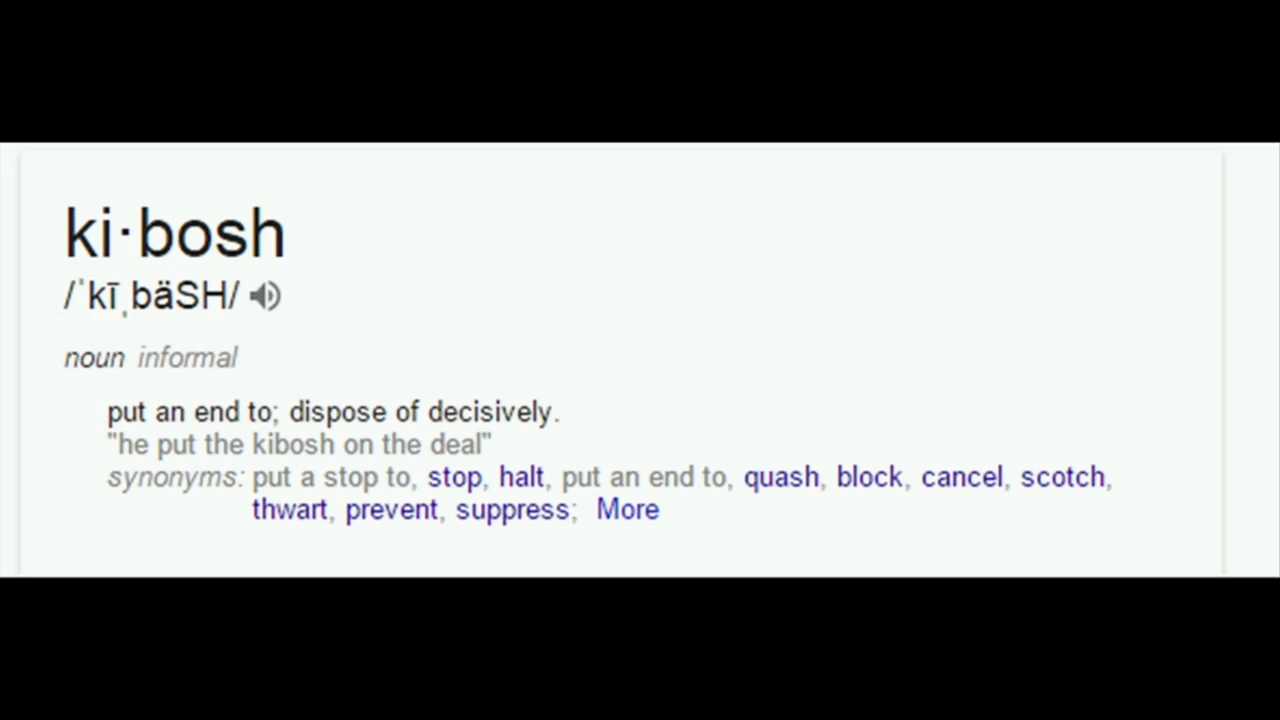 ki·bosh
/ˈkīˌbäSH/
noun informal
put an end to; dispose of decisively.
"he put the kibosh on the deal"
synonyms: put a stop to, stop, halt, put an end to, quash, block, cancel, scotch,
thwart, prevent, suppress; More